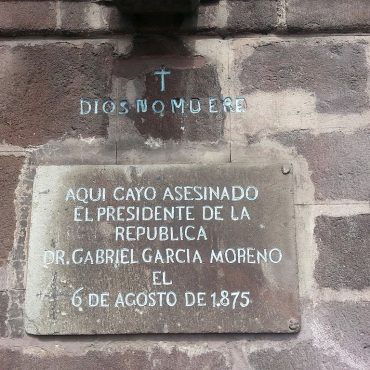 DIOS NO MUERE
AQUI CAYO ASESINADO
EL PRESIDENTE DE LA
REPUBLICA
DR. GABRIEL GARCIA MORENO
EL
6 DE AGOSTO DE 1.875